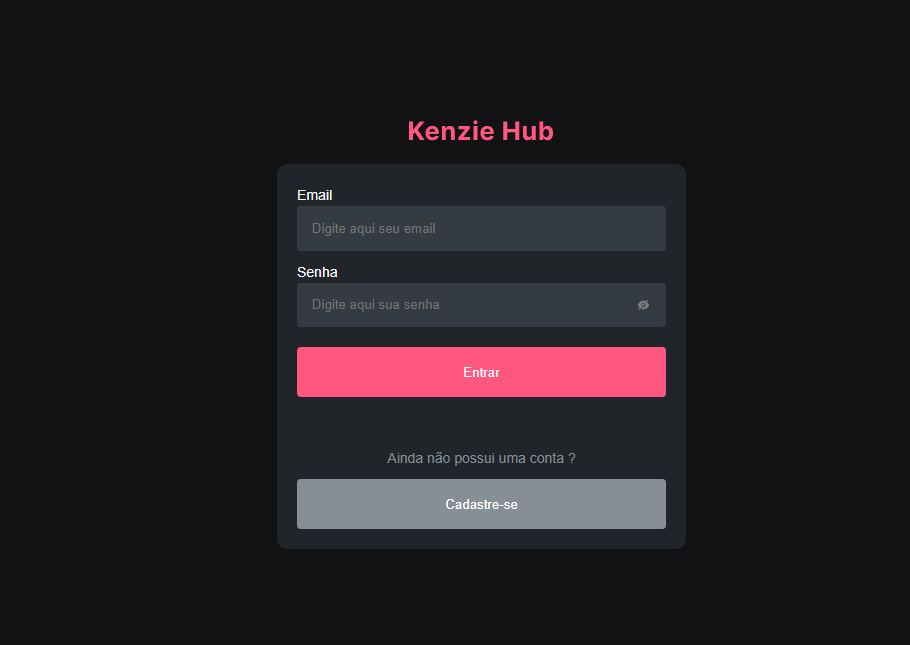 Kenzie Hub
Email
Digite aqui seu email
Senha
Digite aqui sua senha
Entrar
Ainda não possui uma conta ?
Cadastre-se